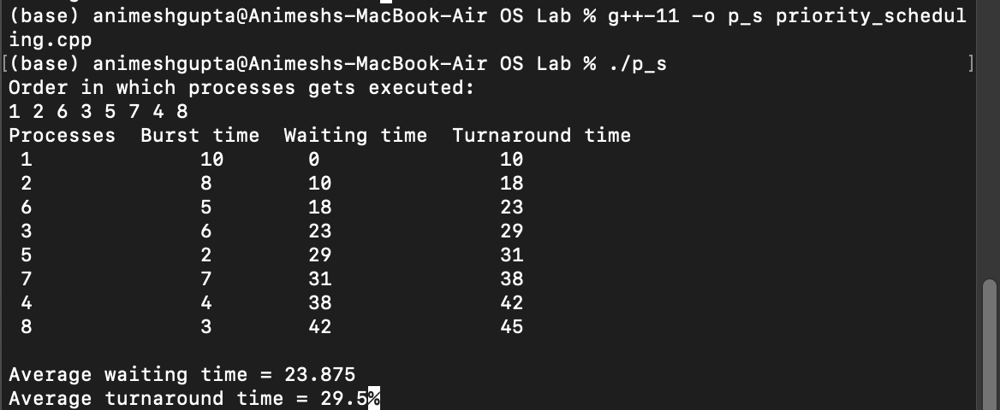 (base) animeshgupta@Animeshs-MacBook-Air OS Lab % g++-11 -o p_s priority_schedul
ing.cpp
[(base) animeshgupta@Animeshs-MacBook-Air OS Lab % ./p_s ]
Order in which processes gets executed:
1 2 6 3 5 7 4 8
Processes  Burst time  Waiting time  Turnaround time
1 10 0 10
2 8 10 18
6 5 18 23
3 6 23 29
5 2 29 31
7 7 31 38
4 4 38 42
8 3 42 45
Average waiting time = 23.875
Average turnaround time = 29.5%